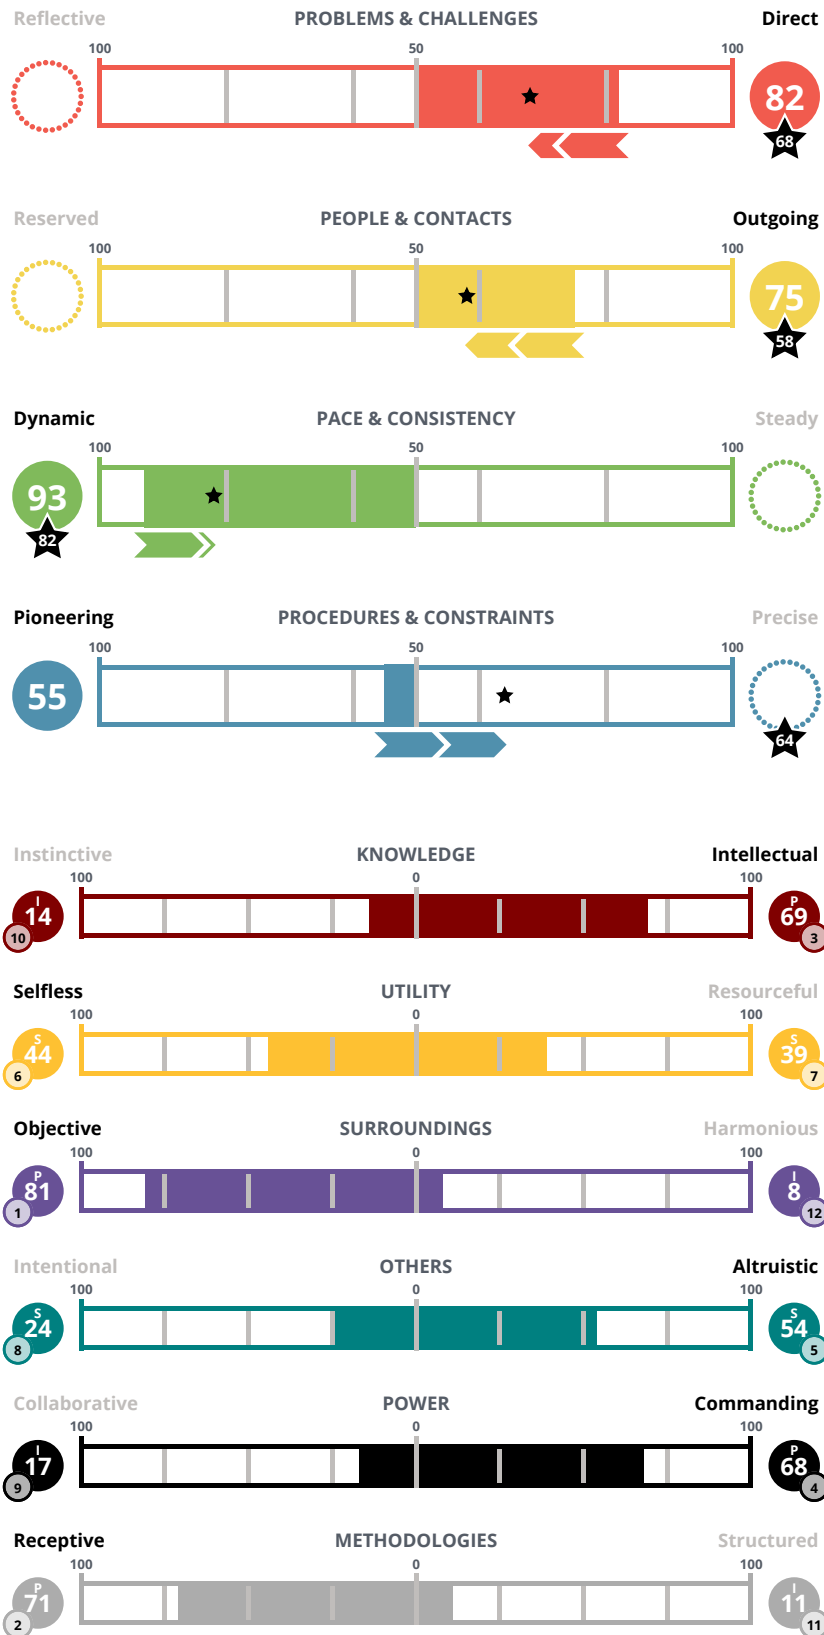 Reflective PROBLEMS & CHALLENGES Direct
100 50 100
82
68
Reserved PEOPLE & CONTACTS Outgoing
100 50 100
75
58
Dynamic PACE & CONSISTENCY Steady
100 50 100
93
82
Pioneering PROCEDURES & CONSTRAINTS Precise
100 50 100
55
64
Instinctive KNOWLEDGE Intellectual
100 0 100
I P
14 69
10 3
Selfless UTILITY Resourceful
100 0 100
S S
44 39
6 7
Objective SURROUNDINGS Harmonious
100 0 100
P I
81 8
1 12
Intentional OTHERS Altruistic
100 0 100
S S
24 54
8 5
Collaborative POWER Commanding
100 0 100
I P
17 68
9 4
Receptive METHODOLOGIES Structured
100 0 100
P I
71 11
2 11